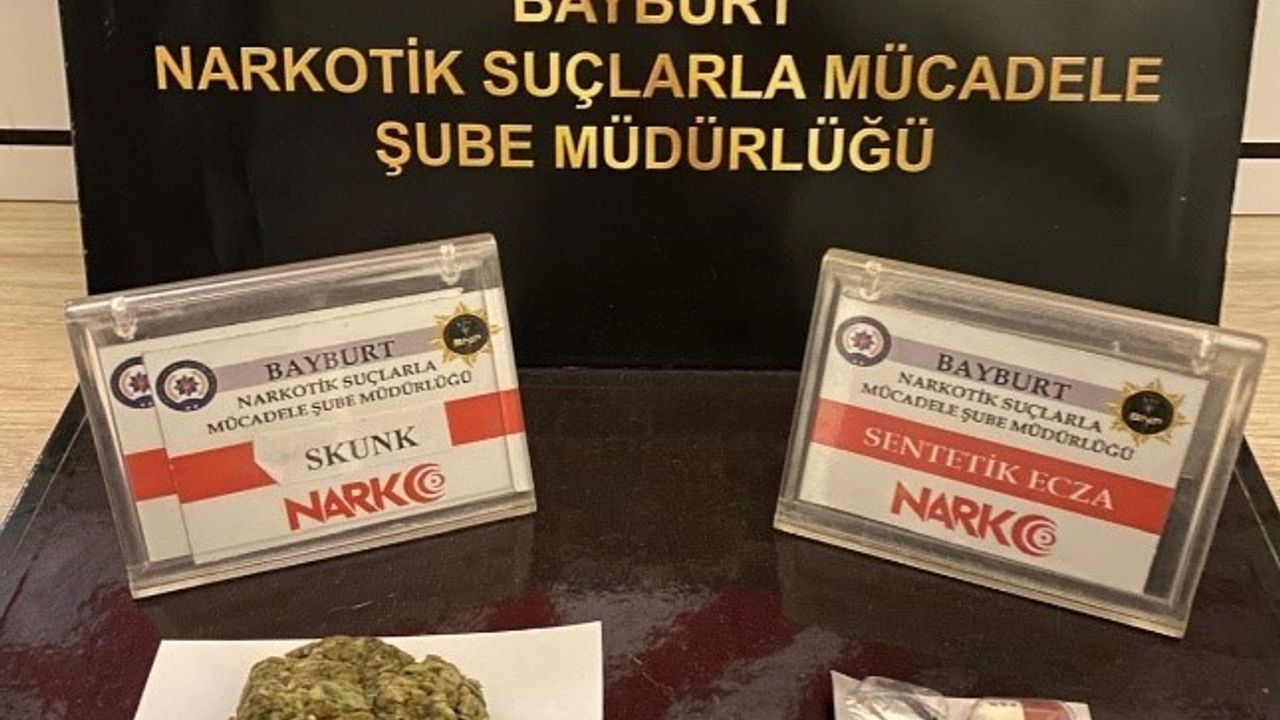 BAYBURT
NARKOTİK SUÇLARLA MÜCADELE
ŞUBE MÜDÜRLÜĞÜ
BAYBURT
NARKOTİK SUÇLARLA
MÜCADELE ŞUBE MÜDÜRLÜĞÜ
SKUNK
NARKO
BAYBURT
NARKOTİK SUÇLARLA
MÜCADELE ŞUBE MÜDÜRLÜĞÜ
SENTETİK ECZA
NARKO